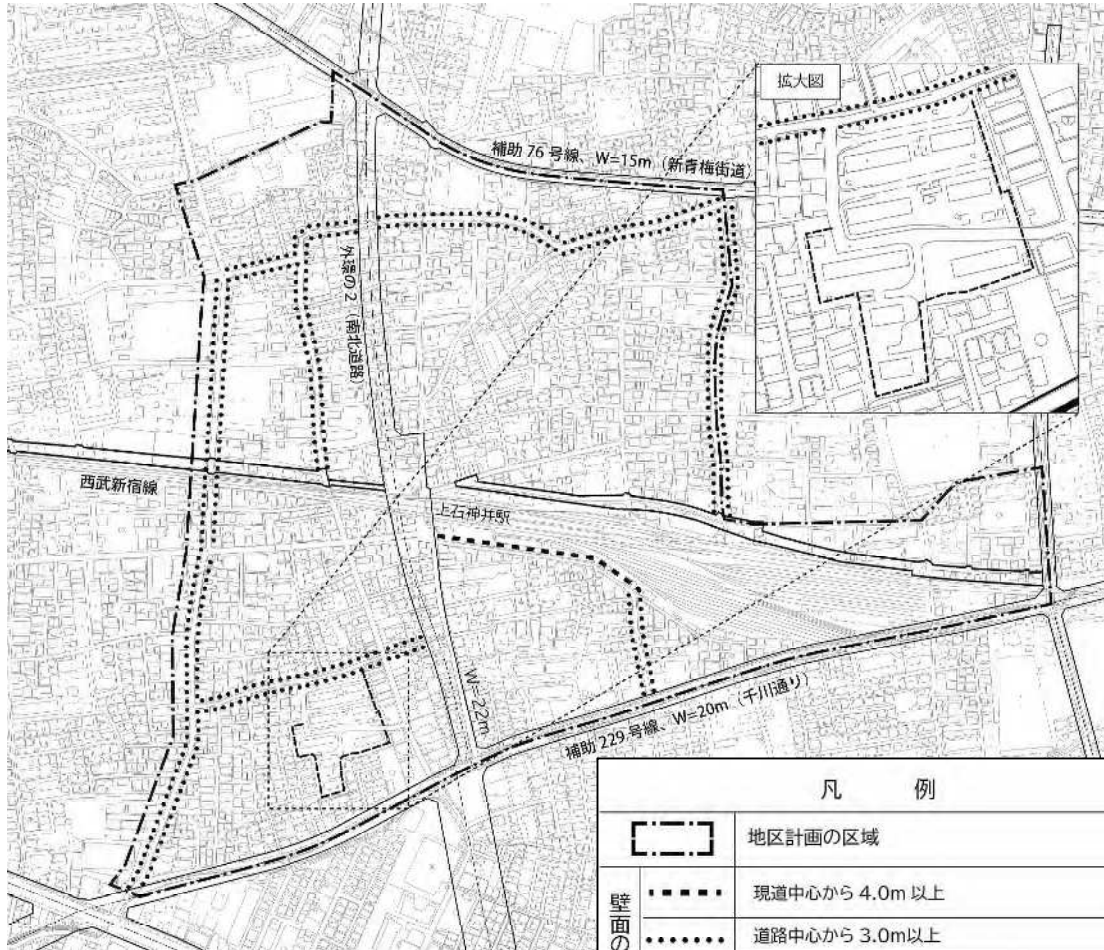 拡大図
補助 76 号線、W=15m（新青梅街道）
外環の２（南北道路）
西武新宿線
上石神井駅
W=22m
補助 229 号線、W=20m（千川通り）
凡 例
地区計画の区域
壁面の
現道中心から 4.0m 以上
道路中心から 3.0m以上